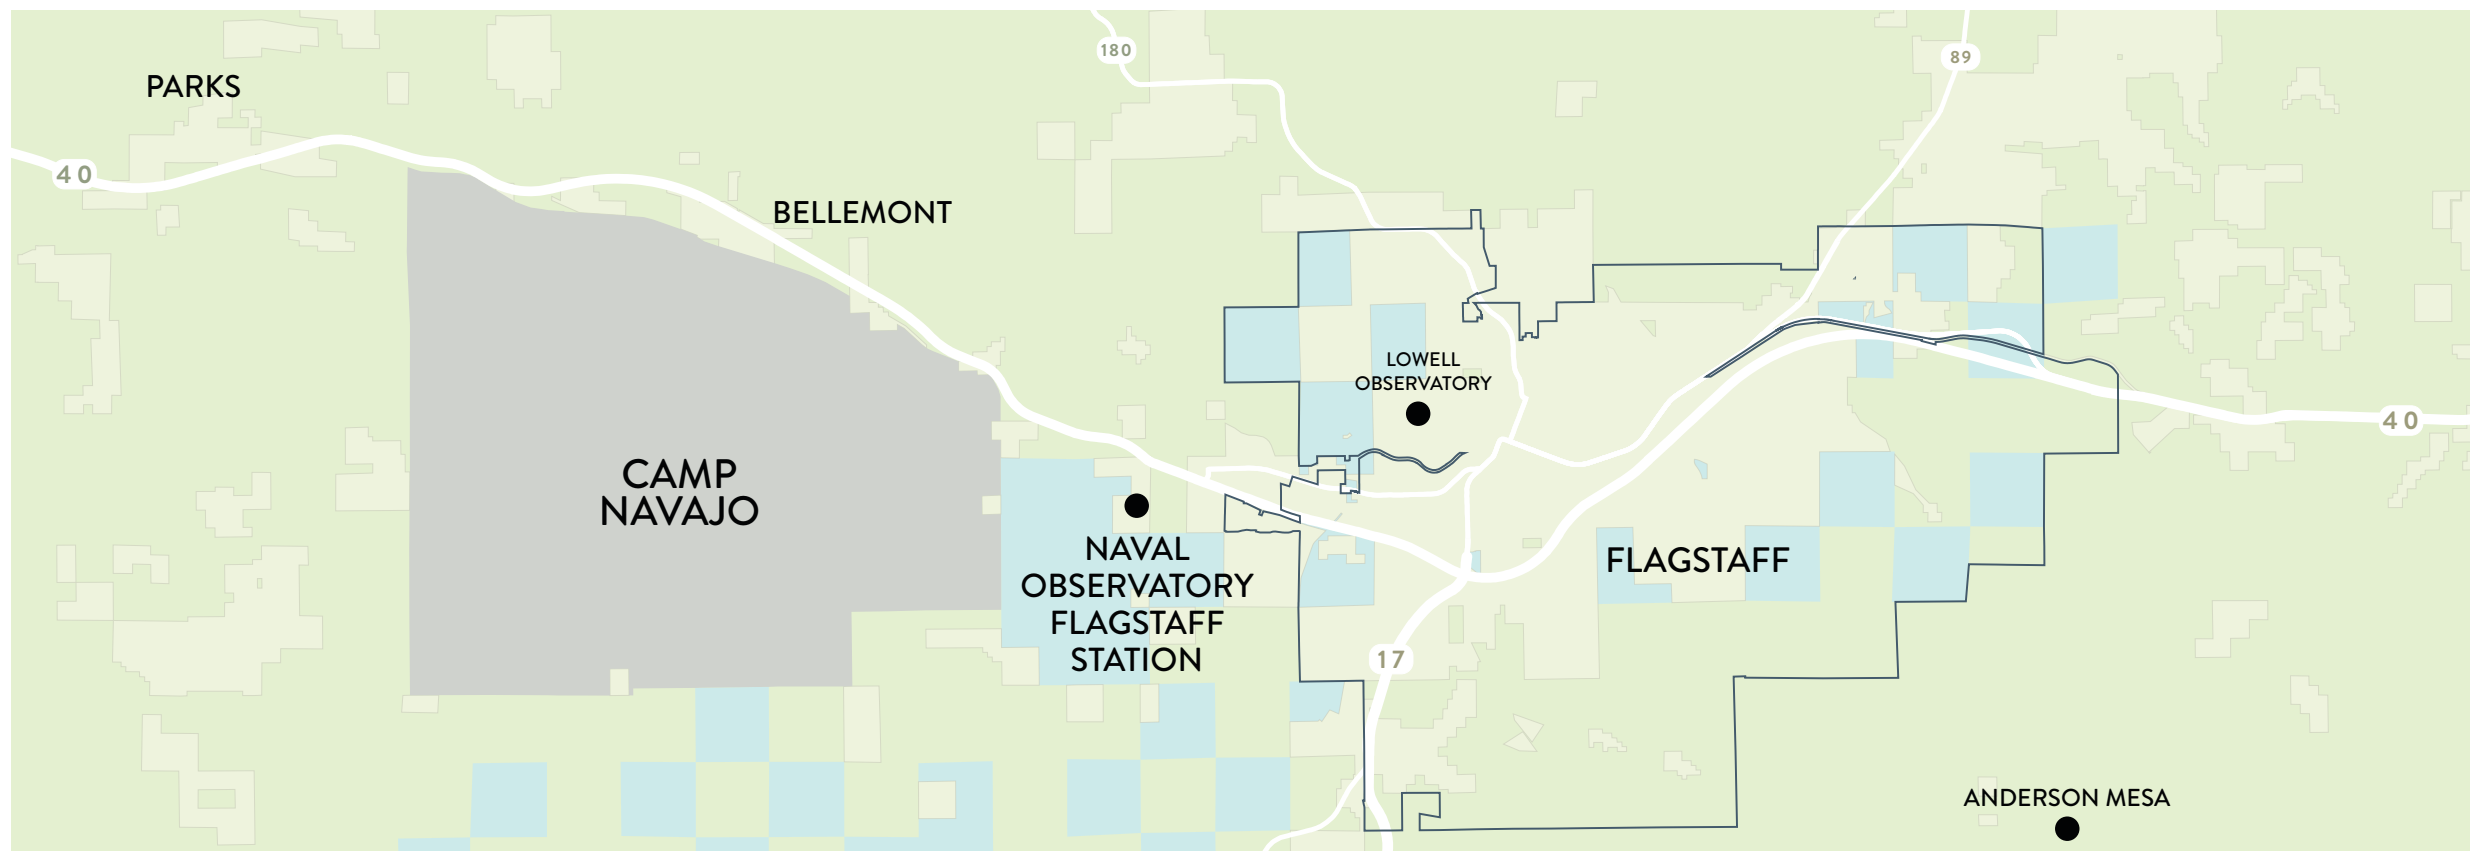 180
89
PARKS
40
BELLEMONT
LOWELL
OBSERVATORY
40
CAMP
NAVAJO
NAVAL
OBSERVATORY
FLAGSTAFF
STATION
FLAGSTAFF
17
ANDERSON MESA